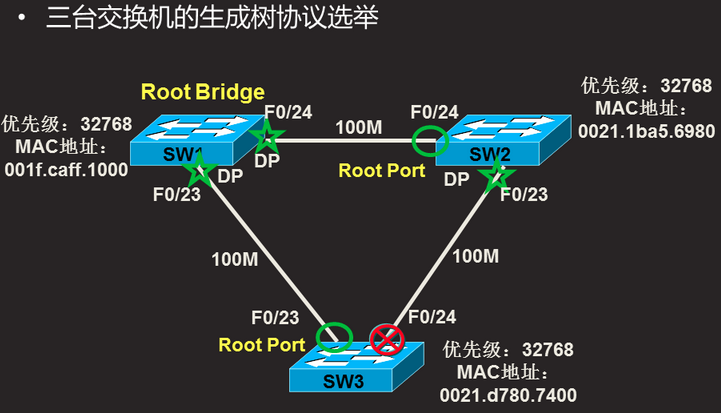 • 三台交换机的生成树协议选举
Root Bridge
优先级：32768
MAC地址：
001f.caff.1000
SW1
F0/24
DP
DP
F0/23
100M
F0/24
Root Port
SW2
DP
F0/23
优先级：32768
MAC地址：
0021.1ba5.6980
100M
100M
F0/23
Root Port
F0/24
SW3
优先级：32768
MAC地址：
0021.d780.7400